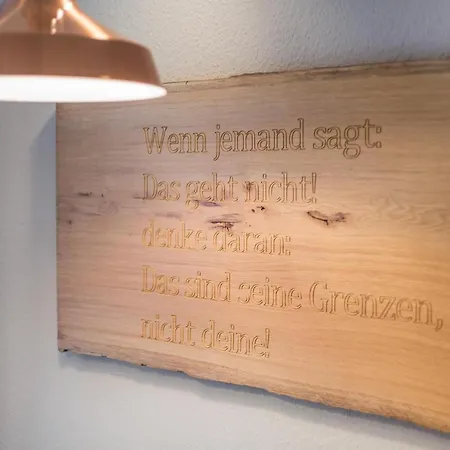 Wenn jemand sagt:
Das geht nicht!
denke daran:
Das sind seine Grenzen,
nicht deine!